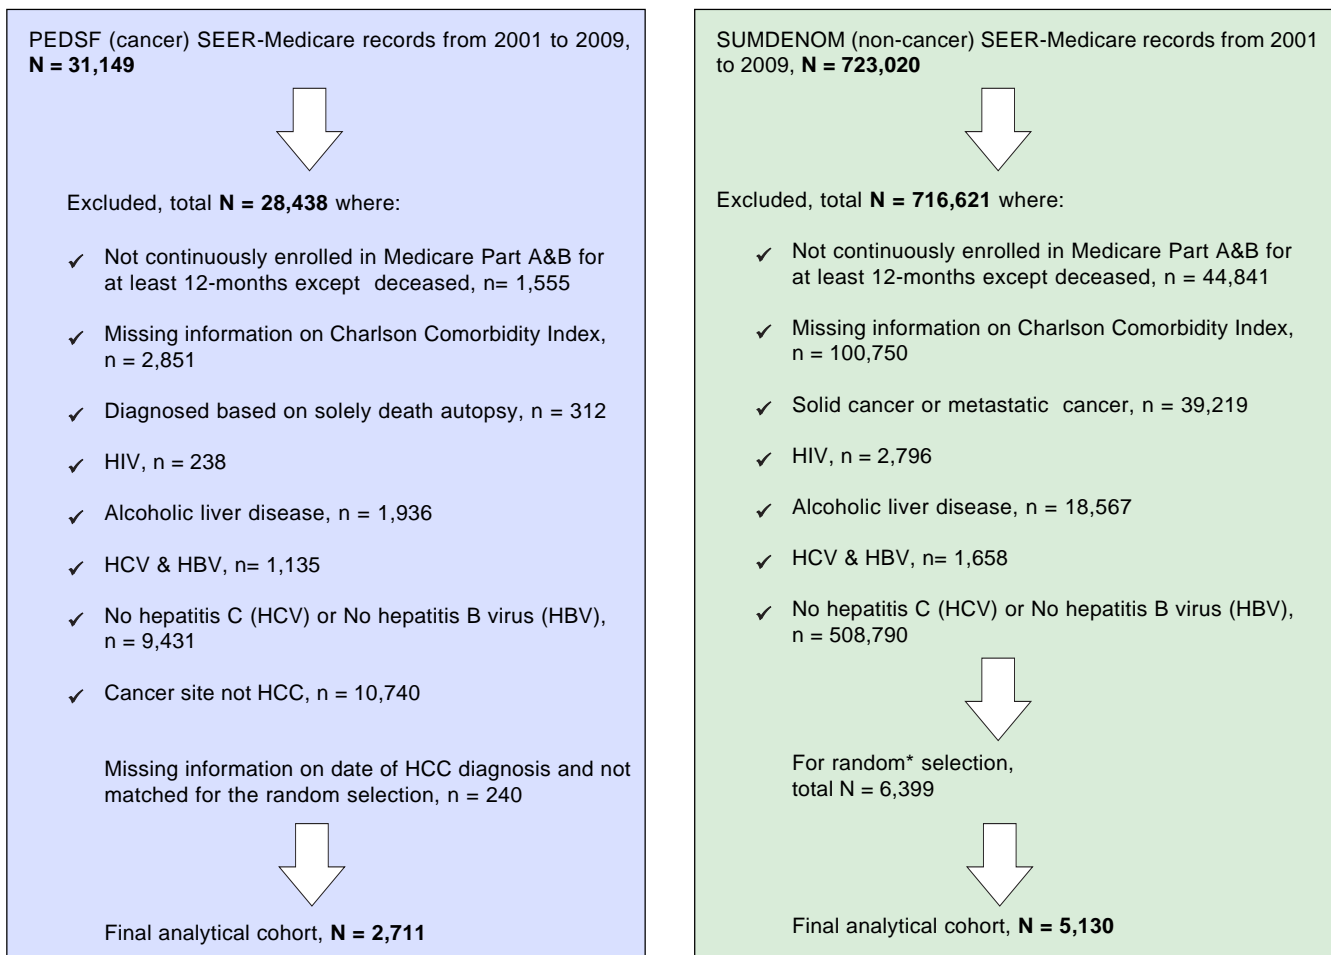 PEDSF (cancer) SEER-Medicare records from 2001 to 2009,
N = 31,149
Excluded, total N = 28,438 where:
✓ Not continuously enrolled in Medicare Part A&B for
at least 12-months except deceased, n= 1,555
✓ Missing information on Charlson Comorbidity Index,
n = 2,851
✓ Diagnosed based on solely death autopsy, n = 312
✓ HIV, n = 238
✓ Alcoholic liver disease, n = 1,936
✓ HCV & HBV, n= 1,135
✓ No hepatitis C (HCV) or No hepatitis B virus (HBV),
n = 9,431
✓ Cancer site not HCC, n = 10,740
Missing information on date of HCC diagnosis and not
matched for the random selection, n = 240
Final analytical cohort, N = 2,711
SUMDENOM (non-cancer) SEER-Medicare records from 2001
to 2009, N = 723,020
Excluded, total N = 716,621 where:
✓ Not continuously enrolled in Medicare Part A&B for
at least 12-months except deceased, n = 44,841
✓ Missing information on Charlson Comorbidity Index,
n = 100,750
✓ Solid cancer or metastatic cancer, n = 39,219
✓ HIV, n = 2,796
✓ Alcoholic liver disease, n = 18,567
✓ HCV & HBV, n= 1,658
✓ No hepatitis C (HCV) or No hepatitis B virus (HBV),
n = 508,790
For random* selection,
total N = 6,399
Final analytical cohort, N = 5,130